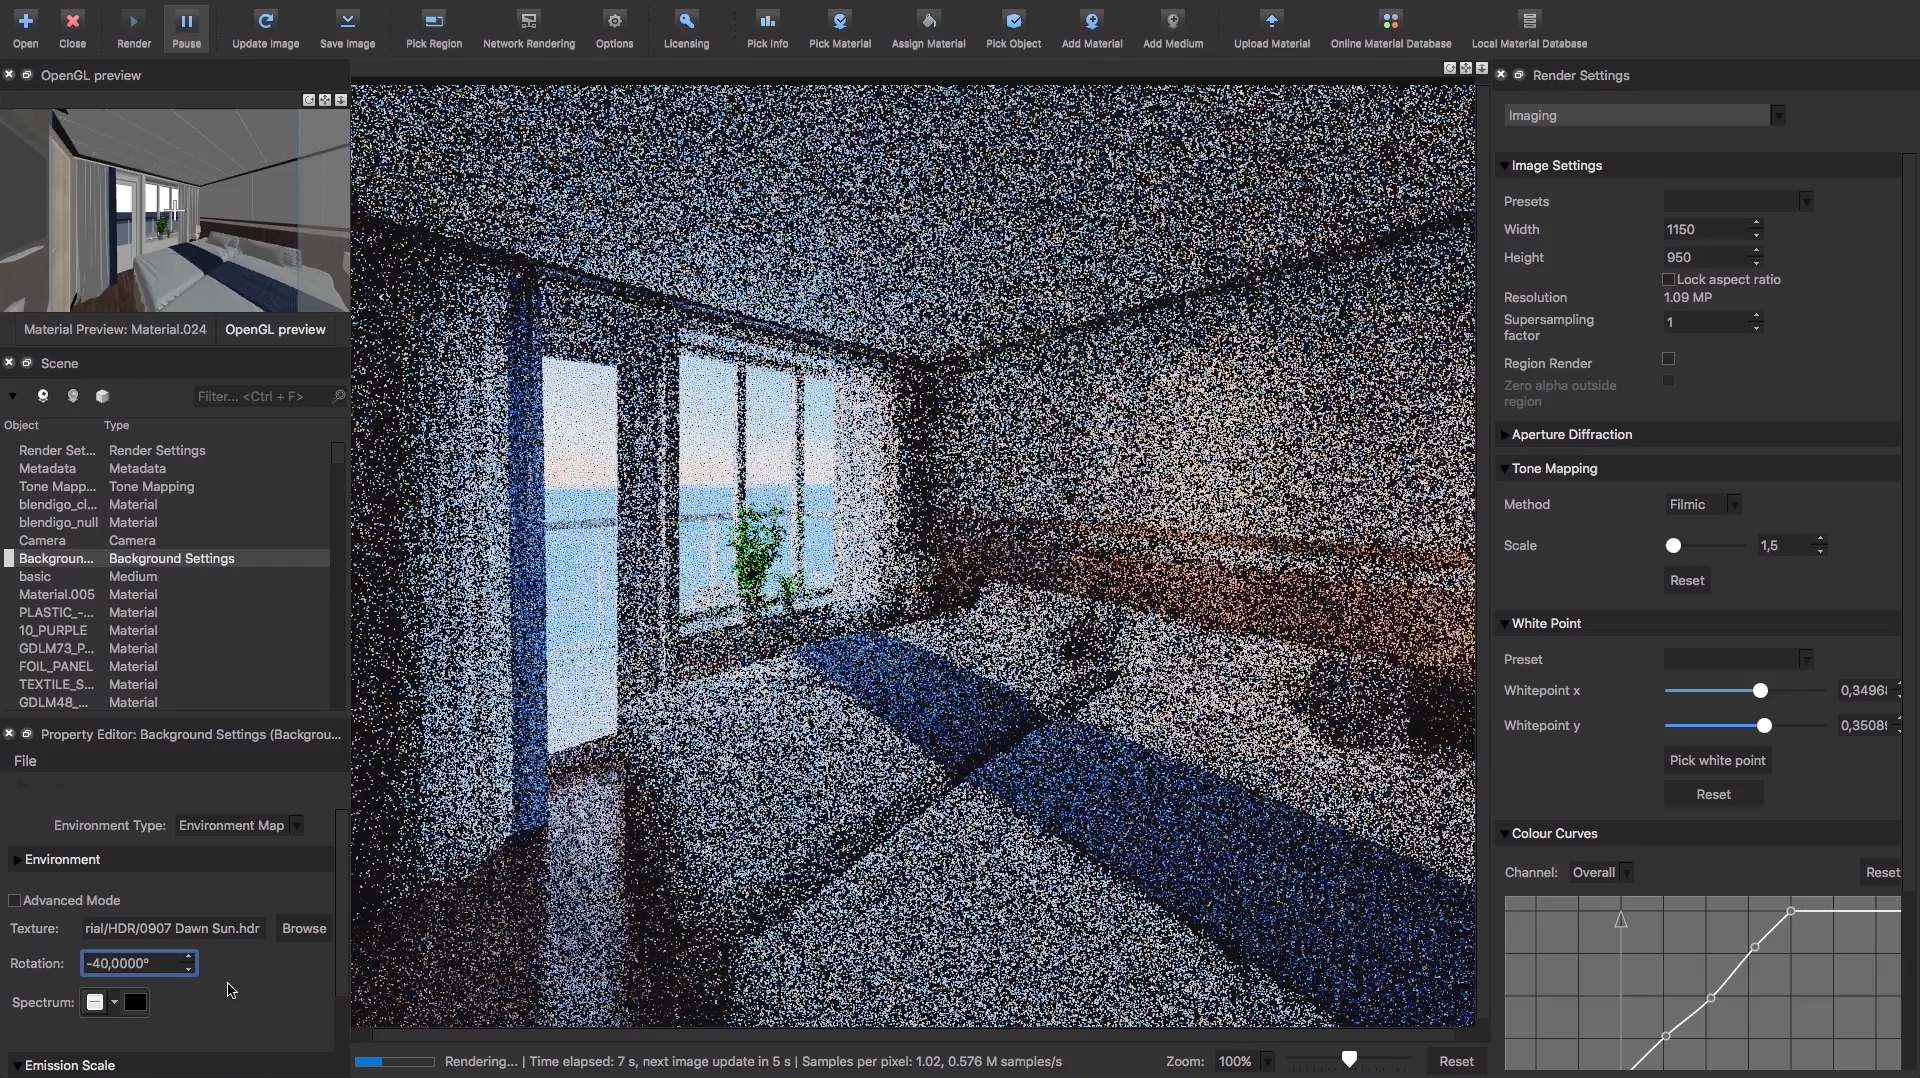 Open Close Render Pause Update Image Save Image Pick Region Network Rendering Options Licensing Pick Info Pick Material Assign Material Pick Object Add Material Add Medium Upload Material Online Material Database Local Material Database
OpenGL preview
Material Preview: Material.024 OpenGL preview
Scene
Filter... <Ctrl + F>
Object Type
Render Set... Render Settings
Metadata Metadata
Tone Mapp... Tone Mapping
blendigo_cl... Material
blendigo_null Material
Camera Camera
Backgroun... Background Settings
basic Medium
Material.005 Material
PLASTIC_-... Material
10_PURPLE Material
GDLM73_P... Material
FOIL_PANEL Material
TEXTILE_S... Material
GDLM48_... Material
Property Editor: Background Settings (Backgrou...
File
Environment Type: Environment Map
Environment
Advanced Mode
Texture: rial/HDR/0907 Dawn Sun.hdr Browse
Rotation: -40,0000°
Spectrum:
Emission Scale
Rendering... | Time elapsed: 7 s, next image update in 5 s | Samples per pixel: 1.02, 0.576 M samples/s
Zoom: 100% Reset
Render Settings
Imaging
Image Settings
Presets
Width 1150
Height 950
Lock aspect ratio
Resolution 1.09 MP
Supersampling
factor 1
Region Render
Zero alpha outside
region
Aperture Diffraction
Tone Mapping
Method Filmic
Scale 1,5
Reset
White Point
Preset
Whitepoint x 0,3496
Whitepoint y 0,3508
Pick white point
Reset
Colour Curves
Channel: Overall Reset